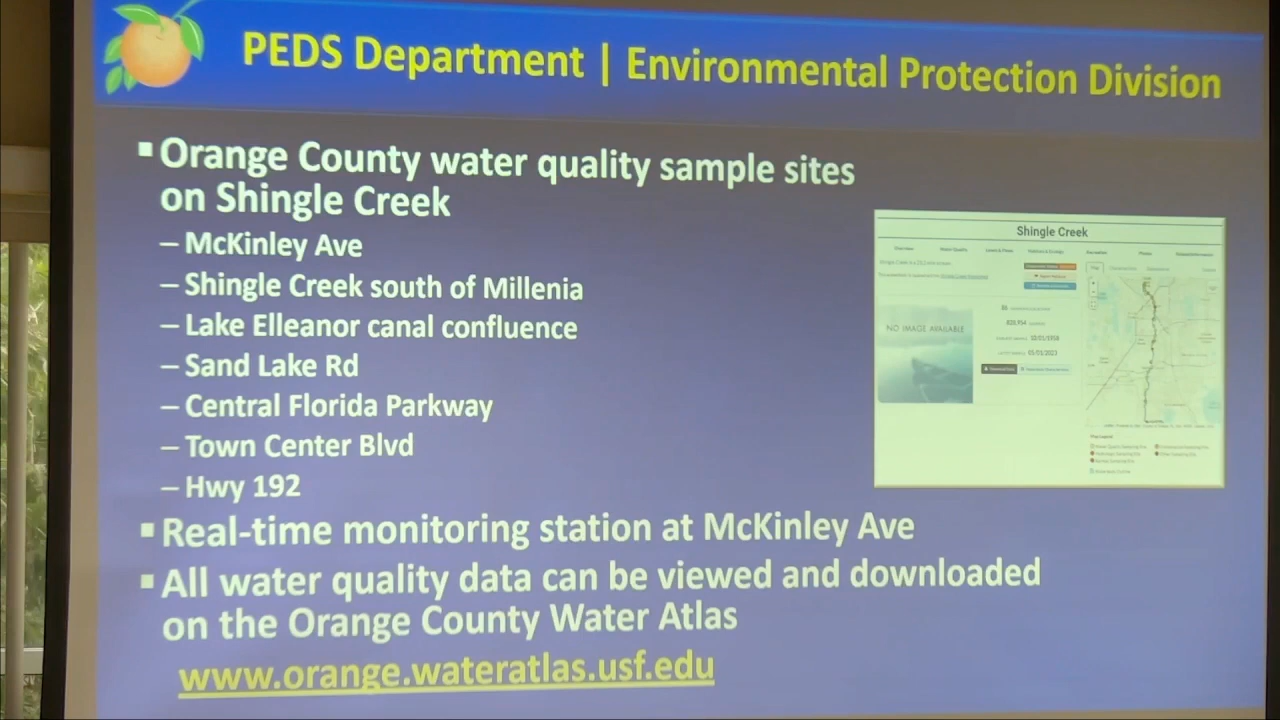 PEDS Department | Environmental Protection Division
▪ Orange County water quality sample sites
on Shingle Creek
– McKinley Ave
– Shingle Creek south of Millenia
– Lake Elleanor canal confluence
– Sand Lake Rd
– Central Florida Parkway
– Town Center Blvd
– Hwy 192
▪ Real-time monitoring station at McKinley Ave
▪ All water quality data can be viewed and downloaded
on the Orange County Water Atlas
www.orange.wateratlas.usf.edu
Shingle Creek
Overview Water Quality
NO IMAGE AVAILABLE